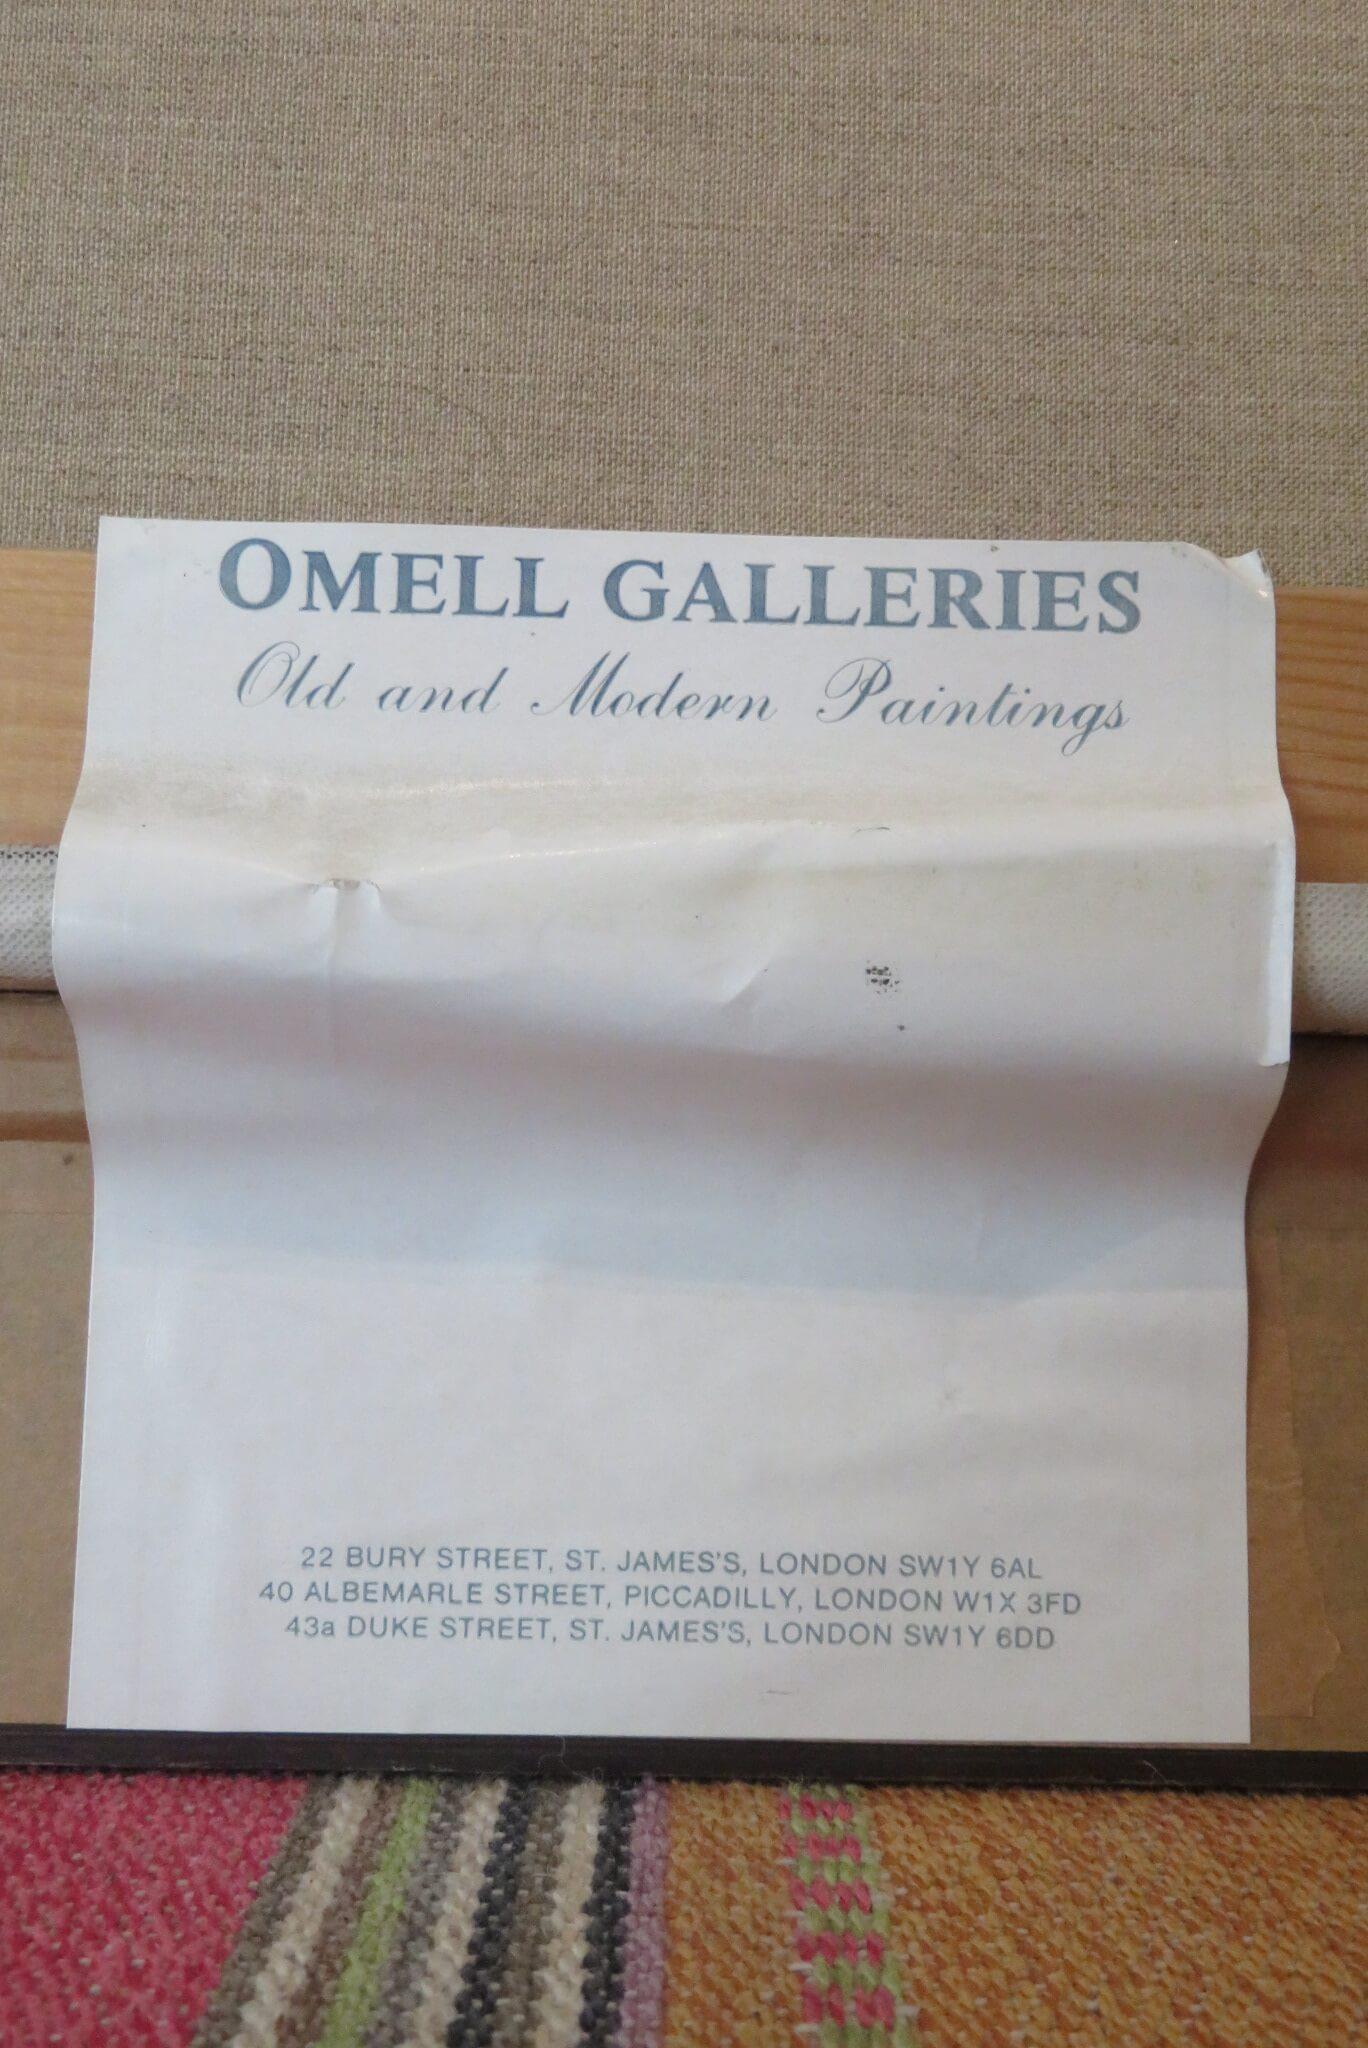 OMELL GALLERIES
Old and Modern Paintings
22 BURY STREET, ST. JAMES'S, LONDON SW1Y 6AL
40 ALBEMARLE STREET, PICCADILLY, LONDON W1X 3FD
43a DUKE STREET, ST. JAMES'S, LONDON SW1Y 6DD